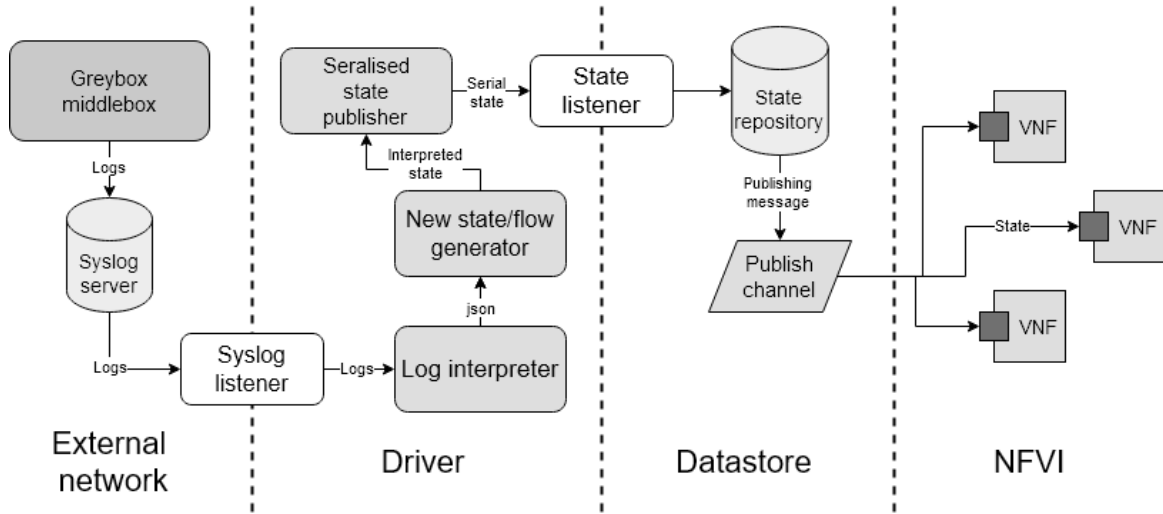 Greybox
middlebox
Logs
Syslog
server
Logs
Syslog
listener
Logs
Log interpreter
json
New state/flow
generator
Interpreted
state
Seralised
state
publisher
Serial
state
State
listener
State
repository
Publishing
message
Publish
channel
State
VNF
VNF
VNF
External
network
Driver
Datastore
NFVI